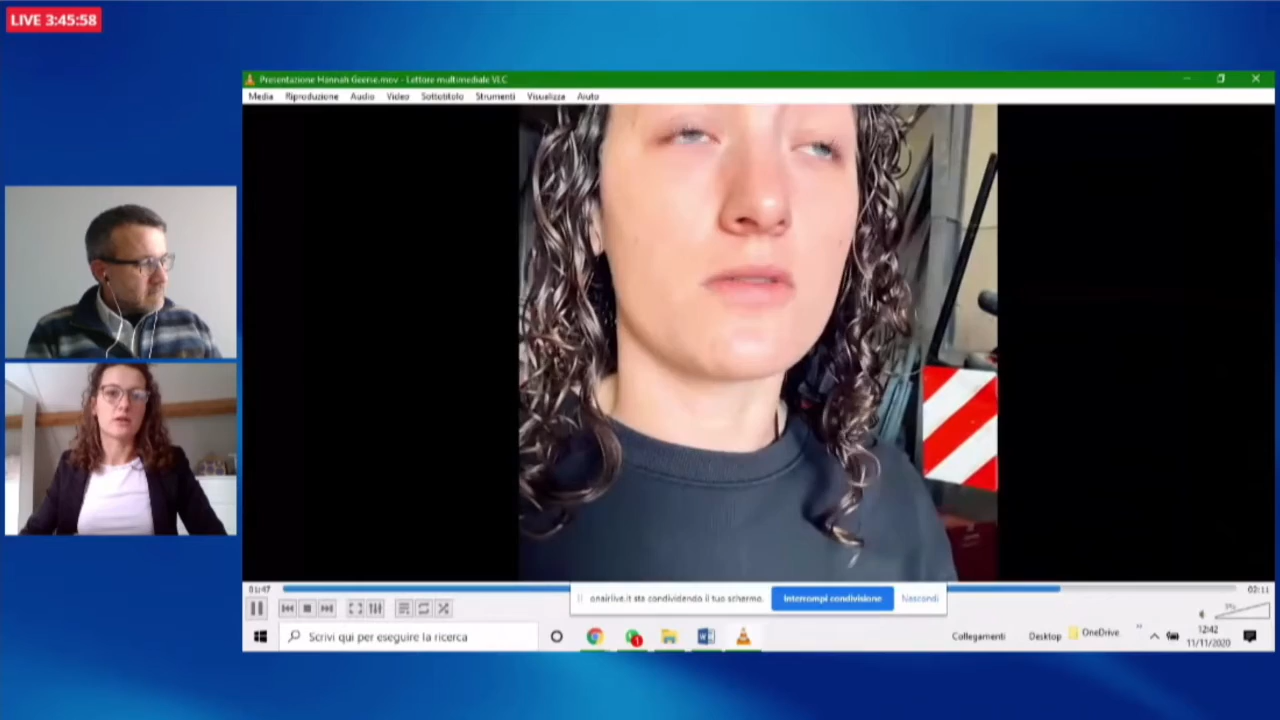 LIVE 3:45:58
Presentazione Hannah Geerse.mov - Lettore multimediale VLC
Media Riproduzione Audio Video Sottotitolo Strumenti Visualizza Aiuto
01:47
02:11
onairlive.it sta condividendo il tuo schermo.
Interrompi condivisione
Nascondi
Scrivi qui per eseguire la ricerca
1
Collegamenti
Desktop
OneDrive
12:42
11/11/2020